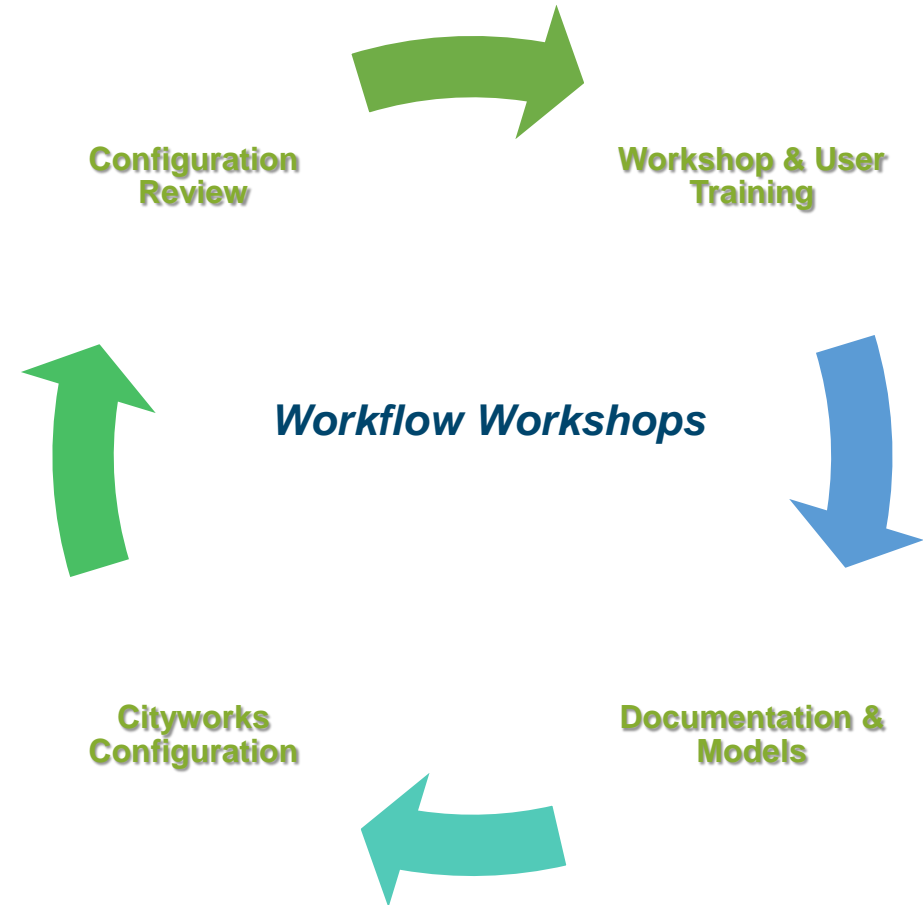 Configuration
Review
Workshop & User
Training
Workflow Workshops
Cityworks
Configuration
Documentation &
Models